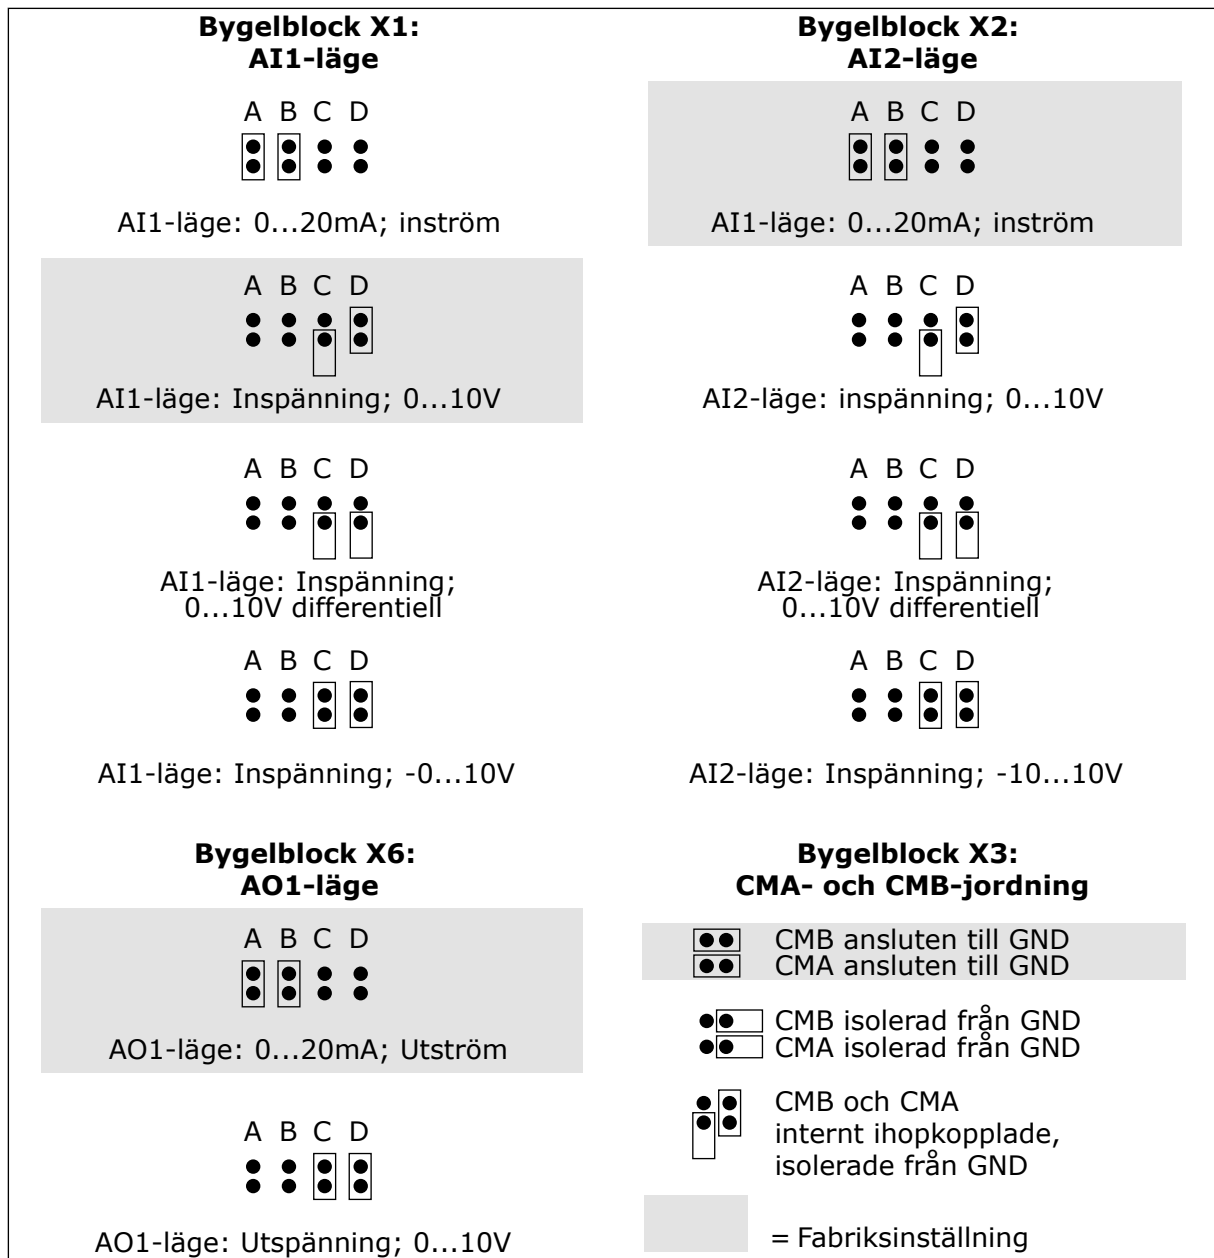 Bygelblock X1:
AI1-läge
A B C D
AI1-läge: 0...20mA; inström
A B C D
AI1-läge: Inspänning; 0...10V
A B C D
AI1-läge: Inspänning;
0...10V differentiell
A B C D
AI1-läge: Inspänning; -0...10V
Bygelblock X2:
AI2-läge
A B C D
AI1-läge: 0...20mA; inström
A B C D
AI2-läge: inspänning; 0...10V
A B C D
AI2-läge: Inspänning;
0...10V differentiell
A B C D
AI2-läge: Inspänning; -10...10V
Bygelblock X6:
AO1-läge
A B C D
AO1-läge: 0...20mA; Utström
A B C D
AO1-läge: Utspänning; 0...10V
Bygelblock X3:
CMA- och CMB-jordning
CMB ansluten till GND
CMA ansluten till GND
CMB isolerad från GND
CMA isolerad från GND
CMB och CMA
internt ihopkopplade,
isolerade från GND
= Fabriksinställning